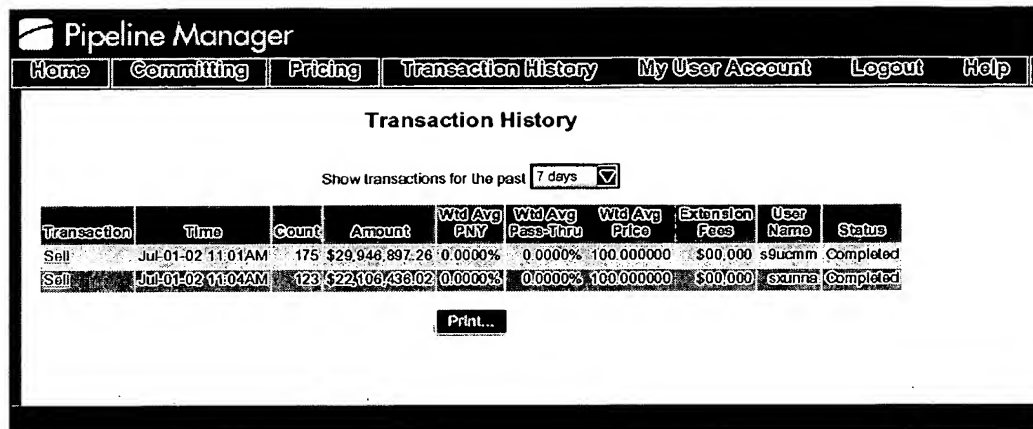 Pipeline Manager
Home Committing Pricing Transaction History My User Account Logout Help
Transaction History
Show transactions for the past 7 days
Transaction Time Count Amount Wtd Avg PNY Wtd Avg Pass-Thru Wtd Avg Price Extension Fees User Name Status
Sell Jul-01-02 11:01AM 175 $29,946,897.26 0.0000% 0.0000% 100.000000 $00,000 s9ucmm Completed
Sell Jul-01-02 11:04AM 123 $22,106,436.02 0.0000% 0.0000% 100.000000 $00,000 sxunna Completed
Print...